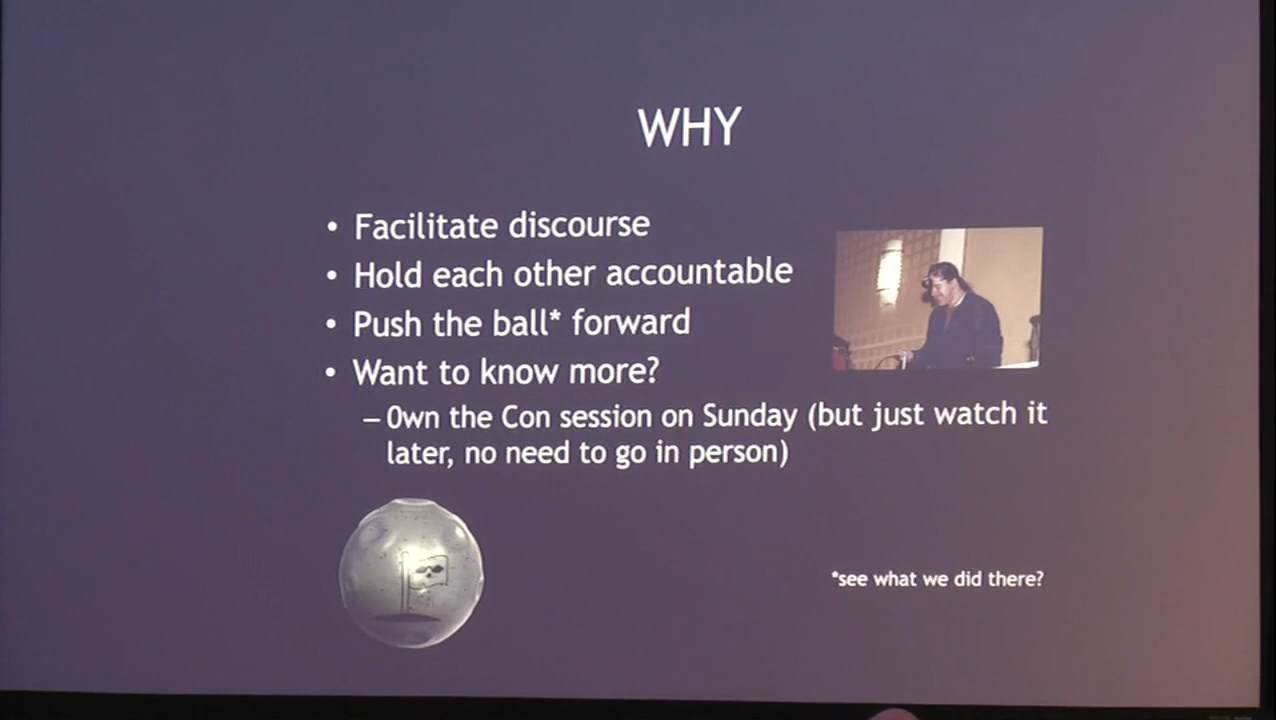 WHY
• Facilitate discourse
• Hold each other accountable
• Push the ball* forward
• Want to know more?
– Own the Con session on Sunday (but just watch it
later, no need to go in person)
*see what we did there?